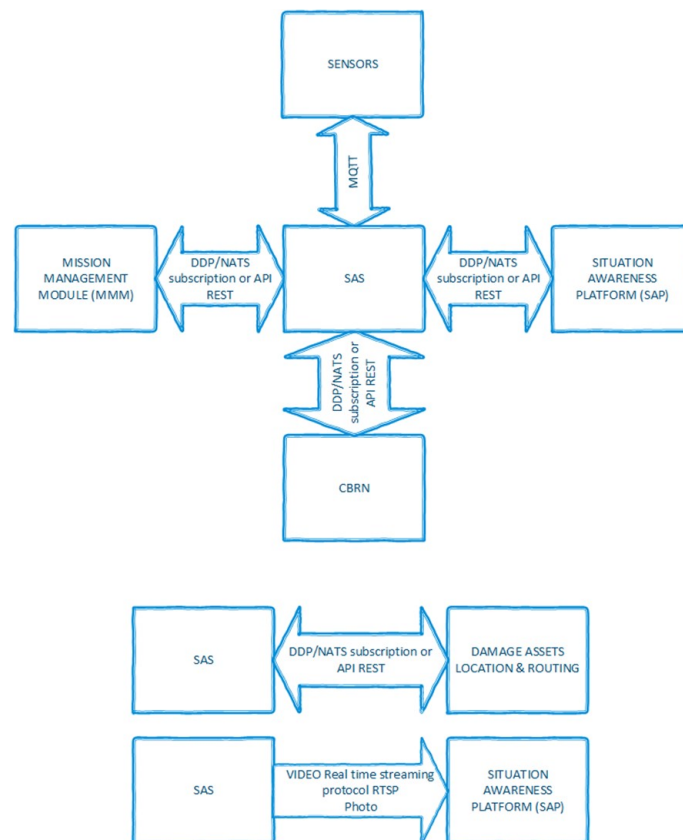 SENSORS
MQTT
MISSION
MANAGEMENT
MODULE (MMM)
DDP/NATS
subscription or API
REST
SAS
DDP/NATS
subscription or API
REST
SITUATION
AWARENESS
PLATFORM (SAP)
DDP/NATS
subscription or
API REST
CBRN
SAS
DDP/NATS subscription or
API REST
DAMAGE ASSETS
LOCATION & ROUTING
SAS
VIDEO Real time streaming
protocol RTSP
Photo
SITUATION
AWARENESS
PLATFORM (SAP)